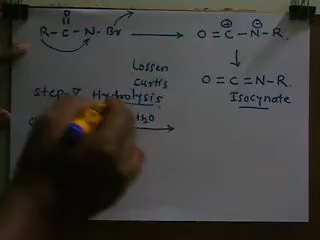 O
R - C - N - Br → O = C - N - R.
⊕ ⊖
↓
Lossen
Curtis
O = C = N - R
Isocynate
step-V Hydrolysis
H2O